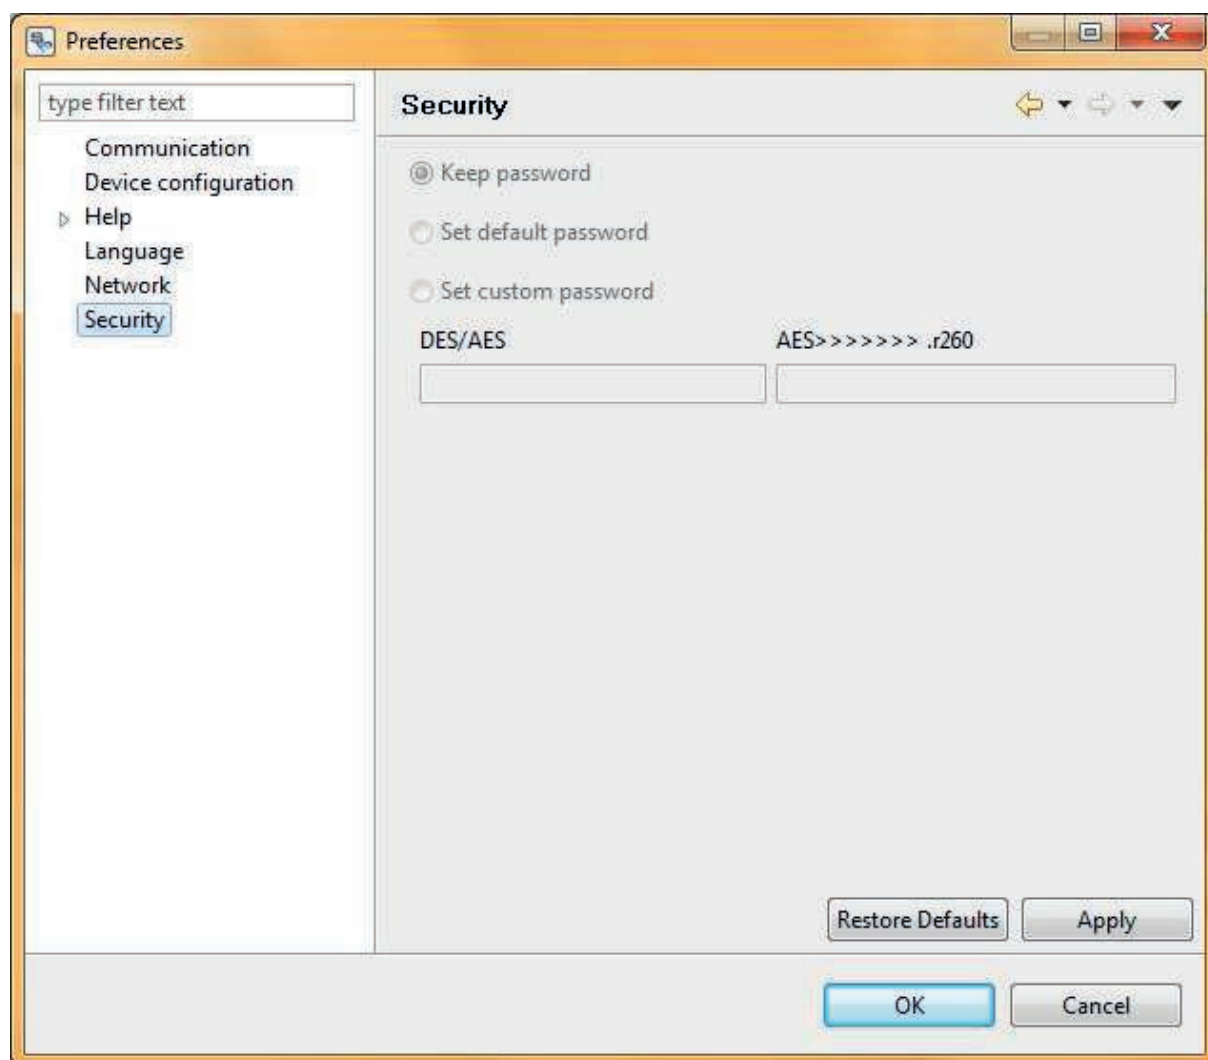 Preferences
type filter text
Communication
Device configuration
Help
Language
Network
Security
Security
Keep password
Set default password
Set custom password
DES/AES AES>>>>>>> .r260
Restore Defaults Apply
OK Cancel